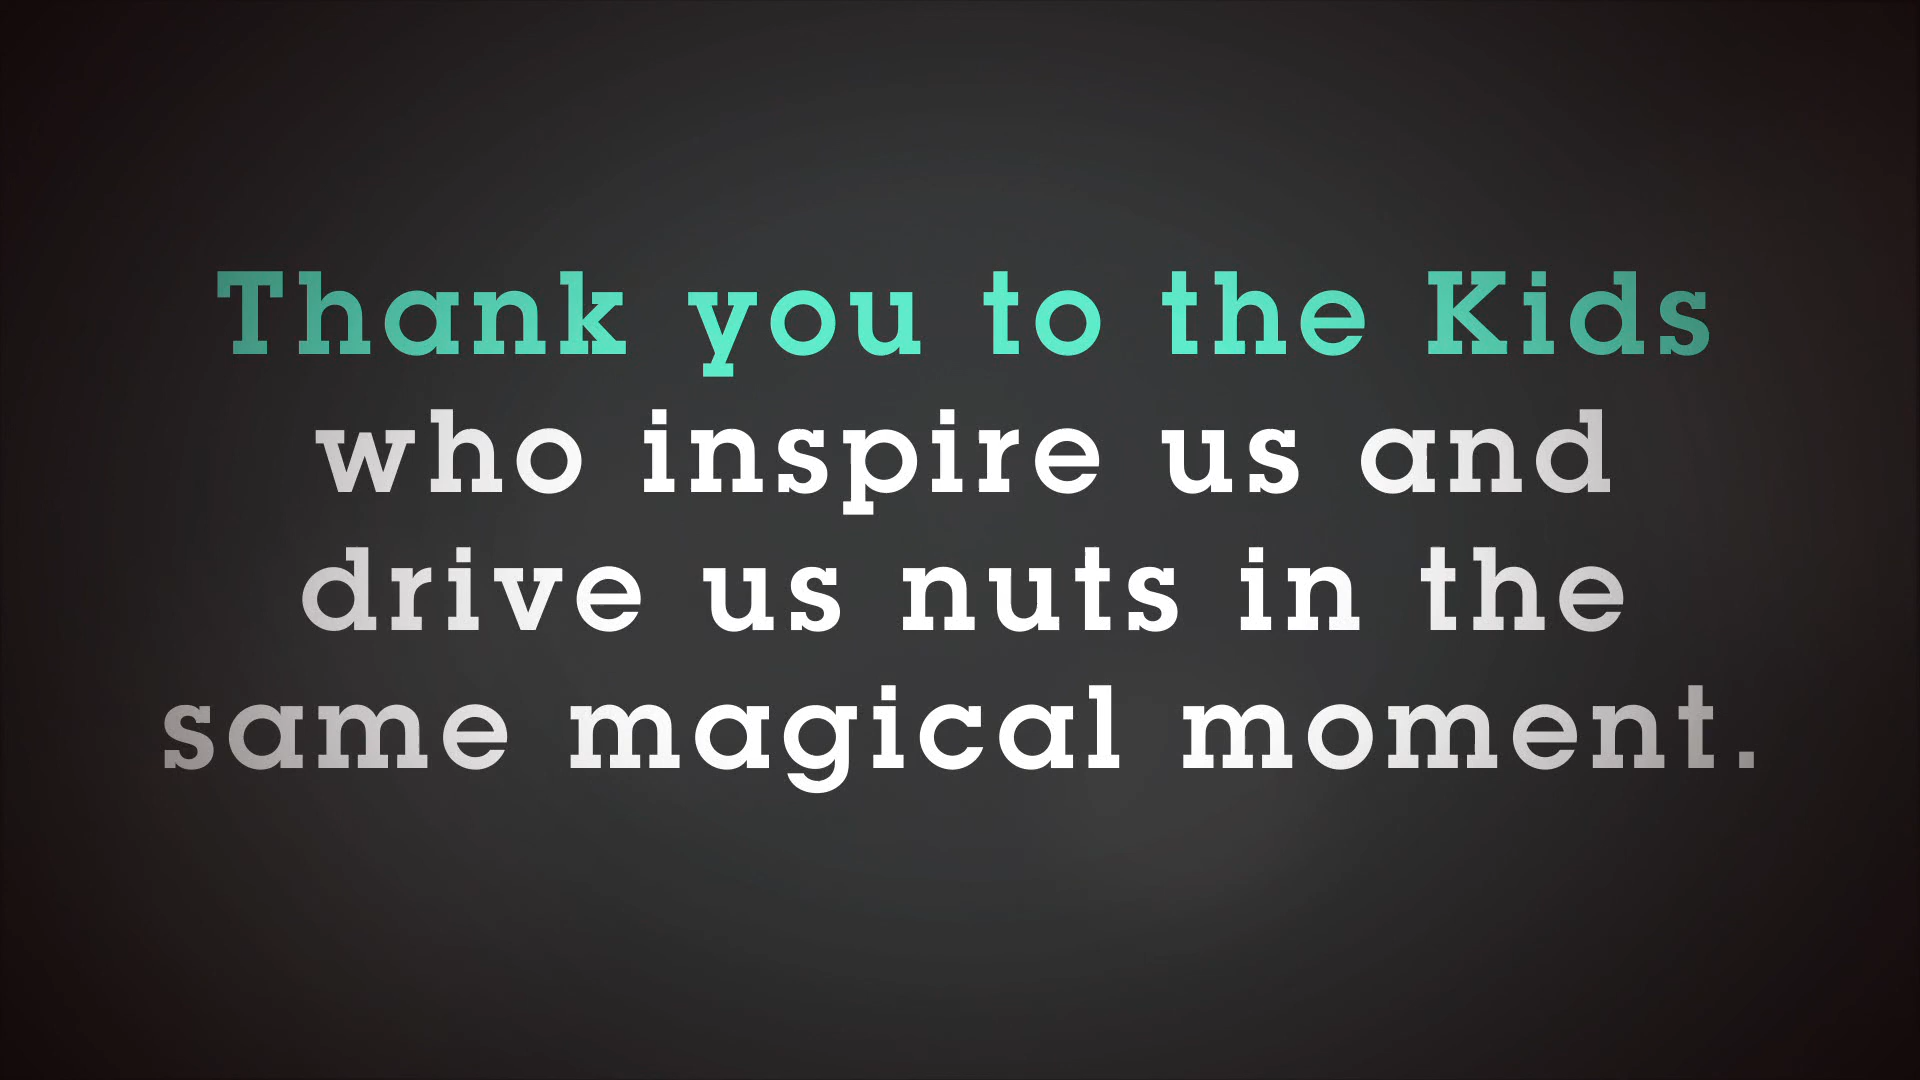 Thank you to the Kids
who inspire us and
drive us nuts in the
same magical moment.